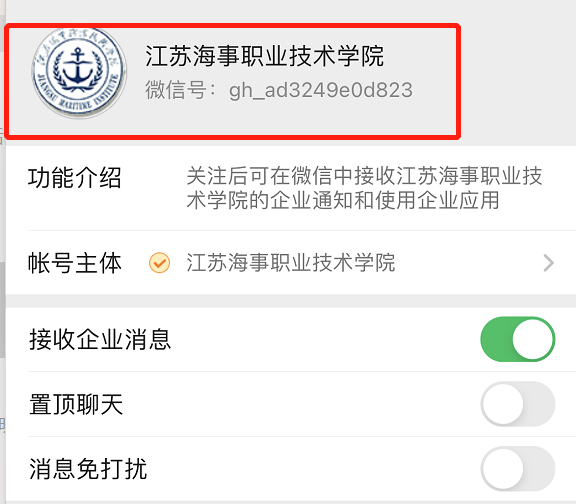 江苏海事职业技术学院
微信号：gh_ad3249e0d823
JIANGSU MARITIME INSTITUTE
功能介绍
关注后可在微信中接收江苏海事职业技
术学院的企业通知和使用企业应用
帐号主体
江苏海事职业技术学院
接收企业消息
置顶聊天
消息免打扰